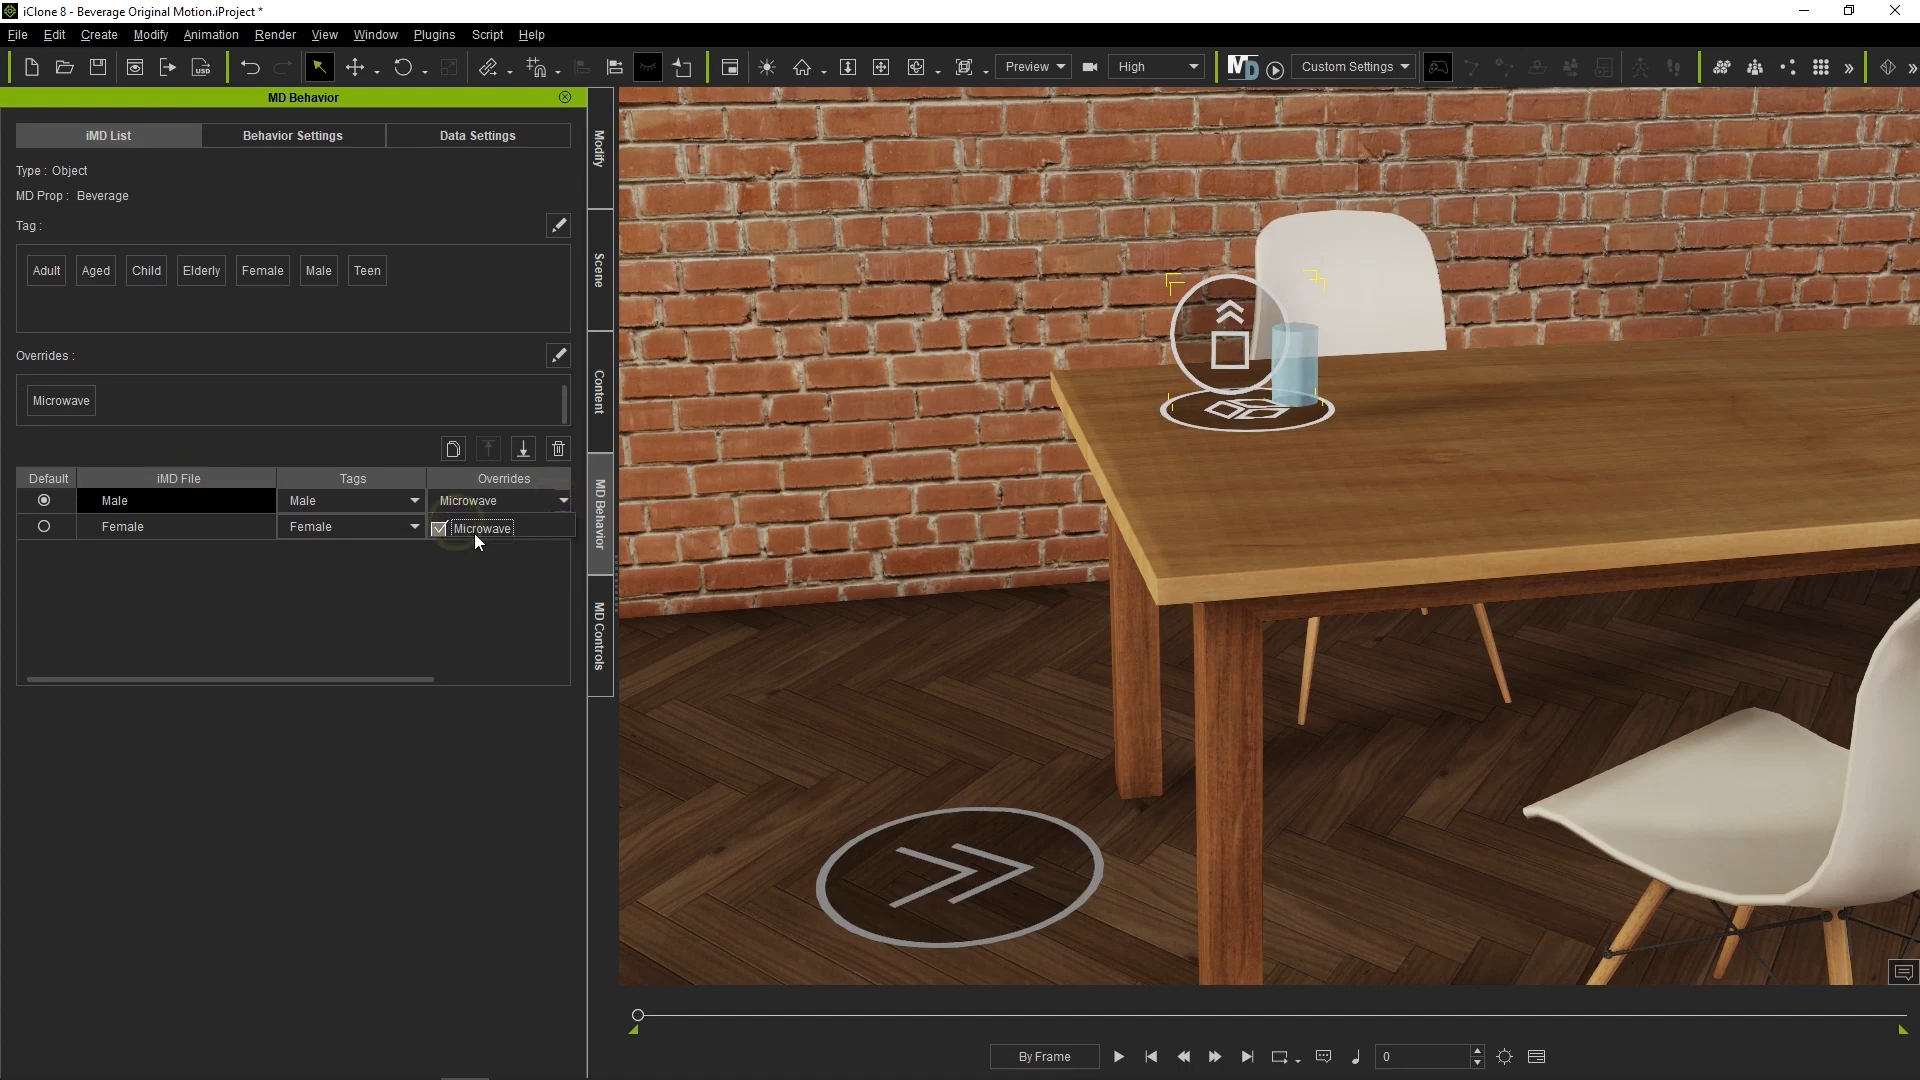 iClone 8 - Beverage Original Motion.iProject *
File Edit Create Modify Animation Render View Window Plugins Script Help
USD Preview High MD Custom Settings
MD Behavior
iMD List Behavior Settings Data Settings
Type : Object
MD Prop : Beverage
Tag :
Adult Aged Child Elderly Female Male Teen
Overrides :
Microwave
Default iMD File Tags Overrides
Male Male Microwave
Female Female Microwave
Modify
Scene
Content
MD Behavior
MD Controls
By Frame 0